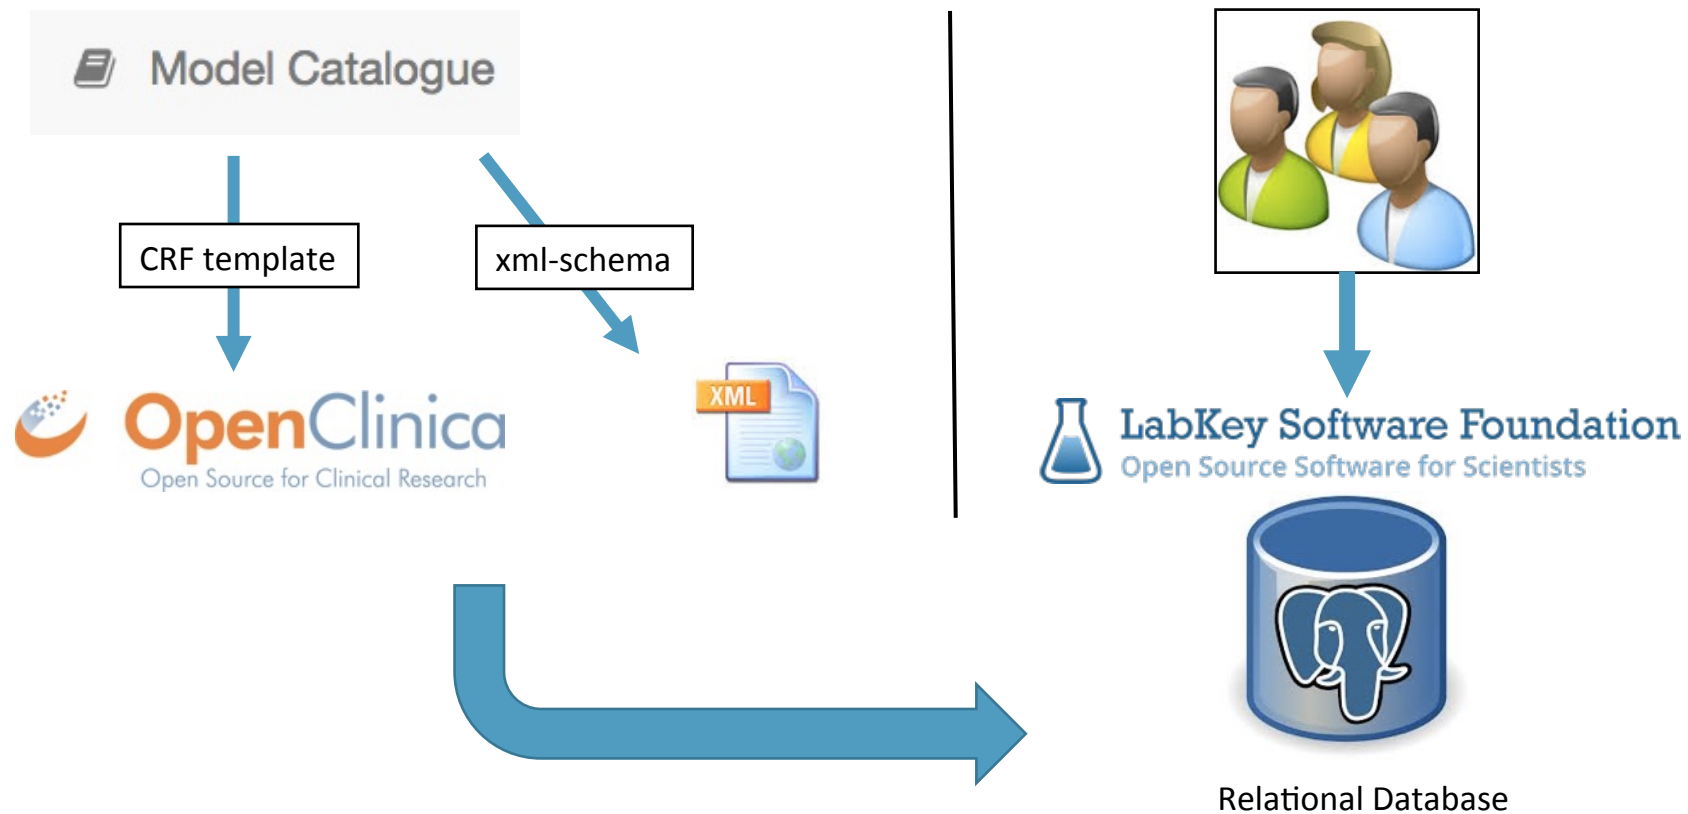 Model Catalogue
CRF template
xml-schema
OpenClinica
Open Source for Clinical Research
XML
LabKey Software Foundation
Open Source Software for Scientists
Relational Database